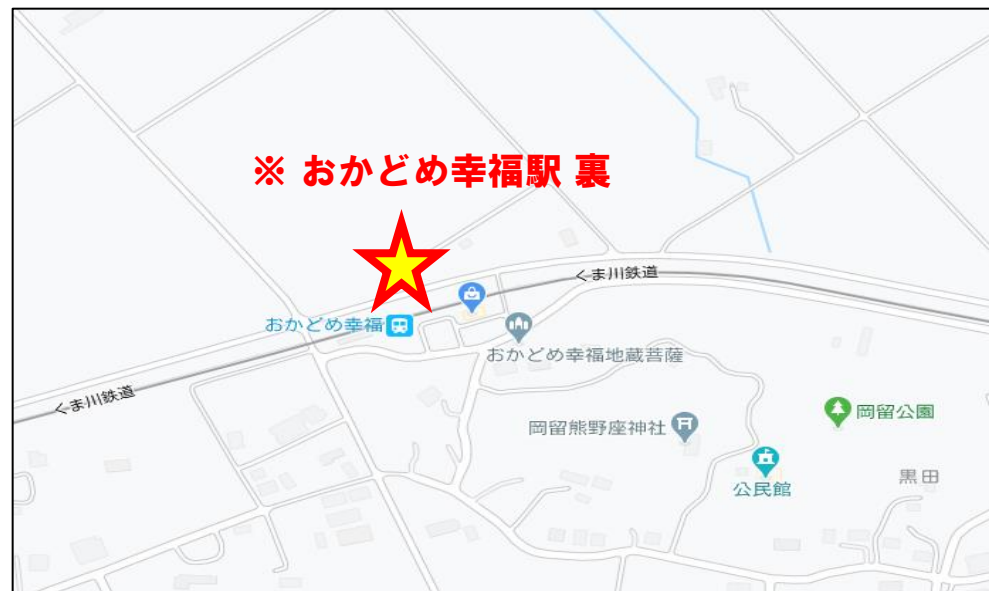 ※ おかどめ幸福駅 裏
くま川鉄道
おかどめ幸福
おかどめ幸福地蔵菩薩
くま川鉄道
岡留公園
岡留熊野座神社
黒田
公民館